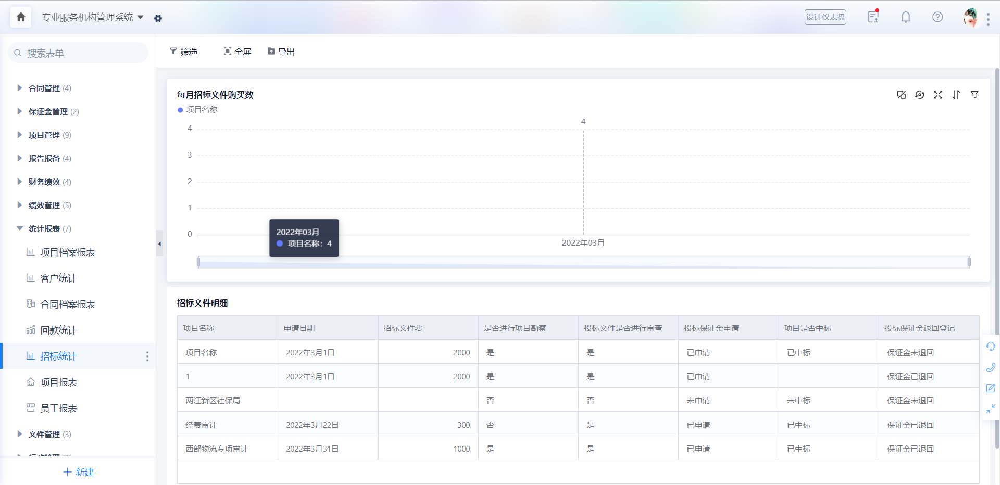 专业服务机构管理系统
设计仪表盘
搜索表单
筛选 全屏 导出
合同管理 (4)
保证金管理 (2)
项目管理 (9)
报告报备 (4)
财务绩效 (4)
绩效管理 (5)
统计报表 (7)
项目档案报表
客户统计
合同档案报表
回款统计
招标统计
项目报表
员工报表
文件管理 (3)
新建
每月招标文件购买数
项目名称
4
4
3
2
1
0
2022年03月
项目名称: 4
2022年03月
招标文件明细
项目名称 申请日期 招标文件费 是否进行项目勘察 投标文件是否进行审查 投标保证金申请 项目是否中标 投标保证金退回登记
项目名称 2022年3月1日 2000 是 是 已申请 已中标 保证金未退回
1 2022年3月1日 2000 是 是 已申请 保证金已退回
两江新区社保局 否 否 未申请 未中标 保证金未退回
经责审计 2022年3月22日 300 否 是 已申请 已中标 保证金已退回
西部物流专项审计 2022年3月31日 1000 是 是 已申请 已中标 保证金已退回